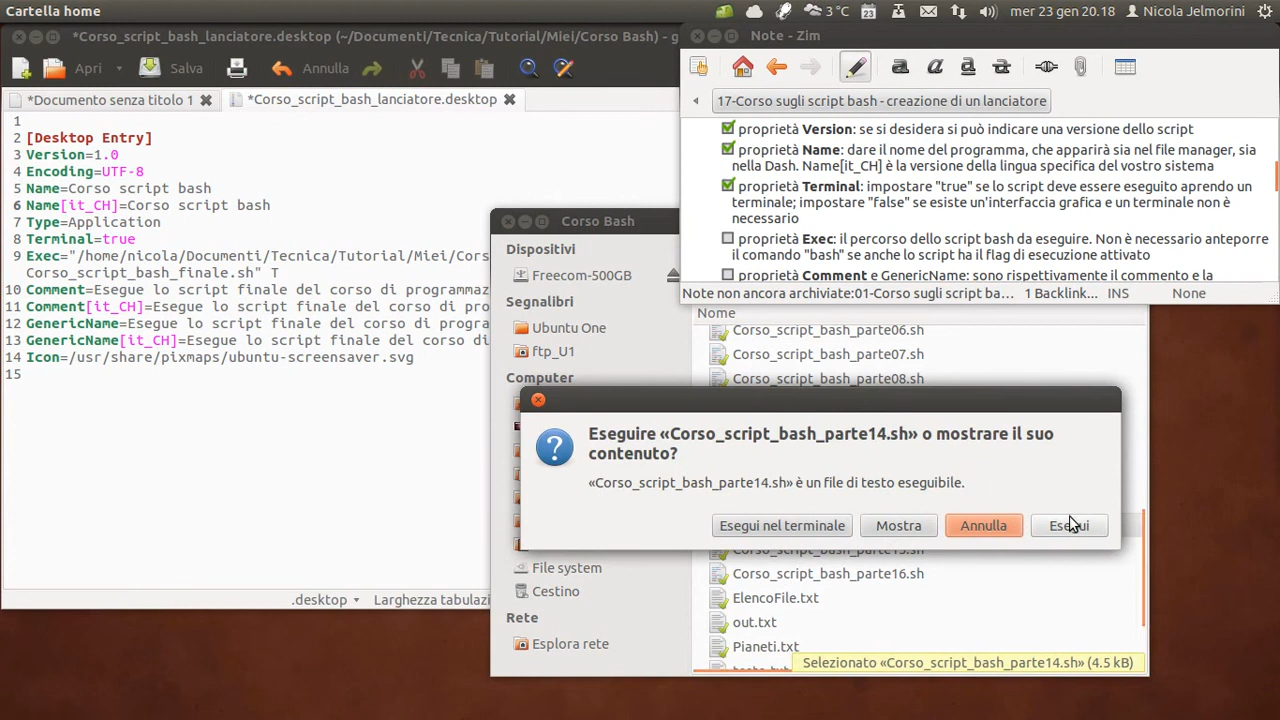 Cartella home
3 °C
mer 23 gen 20.18
Nicola Jelmorini
*Corso_script_bash_lanciatore.desktop (~/Documenti/Tecnica/Tutorial/Miei/Corso Bash) - g
Apri
Salva
Annulla
*Documento senza titolo 1
*Corso_script_bash_lanciatore.desktop
1
2 [Desktop Entry]
3 Version=1.0
4 Encoding=UTF-8
5 Name=Corso script bash
6 Name[it_CH]=Corso script bash
7 Type=Application
8 Terminal=true
9 Exec="/home/nicola/Documenti/Tecnica/Tutorial/Miei/Cors
Corso_script_bash_finale.sh" T
10 Comment=Esegue lo script finale del corso di programmaz
11 Comment[it_CH]=Esegue lo script finale del corso di pro
12 GenericName=Esegue lo script finale del corso di progra
13 GenericName[it_CH]=Esegue lo script finale del corso di
14 Icon=/usr/share/pixmaps/ubuntu-screensaver.svg
15
.desktop
Larghezza tabulazi
Note - Zim
17-Corso sugli script bash - creazione di un lanciatore
proprietà Version: se si desidera si può indicare una versione dello script
proprietà Name: dare il nome del programma, che apparirà sia nel file manager, sia
nella Dash. Name[it_CH] è la versione della lingua specifica del vostro sistema
proprietà Terminal: impostare "true" se lo script deve essere eseguito aprendo un
terminale; impostare "false" se esiste un'interfaccia grafica e un terminale non è
necessario
proprietà Exec: il percorso dello script bash da eseguire. Non è necessario anteporre
il comando "bash" se anche lo script ha il flag di esecuzione attivato
proprietà Comment e GenericName: sono rispettivamente il commento e la
Note non ancora archiviate:01-Corso sugli script ba...
1 Backlink...
INS
None
Corso Bash
Dispositivi
Freecom-500GB
Segnalibri
Ubuntu One
ftp_U1
Computer
File system
Cestino
Rete
Esplora rete
Nome
Corso_script_bash_parte06.sh
Corso_script_bash_parte07.sh
Corso_script_bash_parte08.sh
Eseguire «Corso_script_bash_parte14.sh» o mostrare il suo
contenuto?
«Corso_script_bash_parte14.sh» è un file di testo eseguibile.
Esegui nel terminale
Mostra
Annulla
Esegui
Corso_script_bash_parte15.sh
Corso_script_bash_parte16.sh
ElencoFile.txt
out.txt
Pianeti.txt
Selezionato «Corso_script_bash_parte14.sh» (4.5 kB)